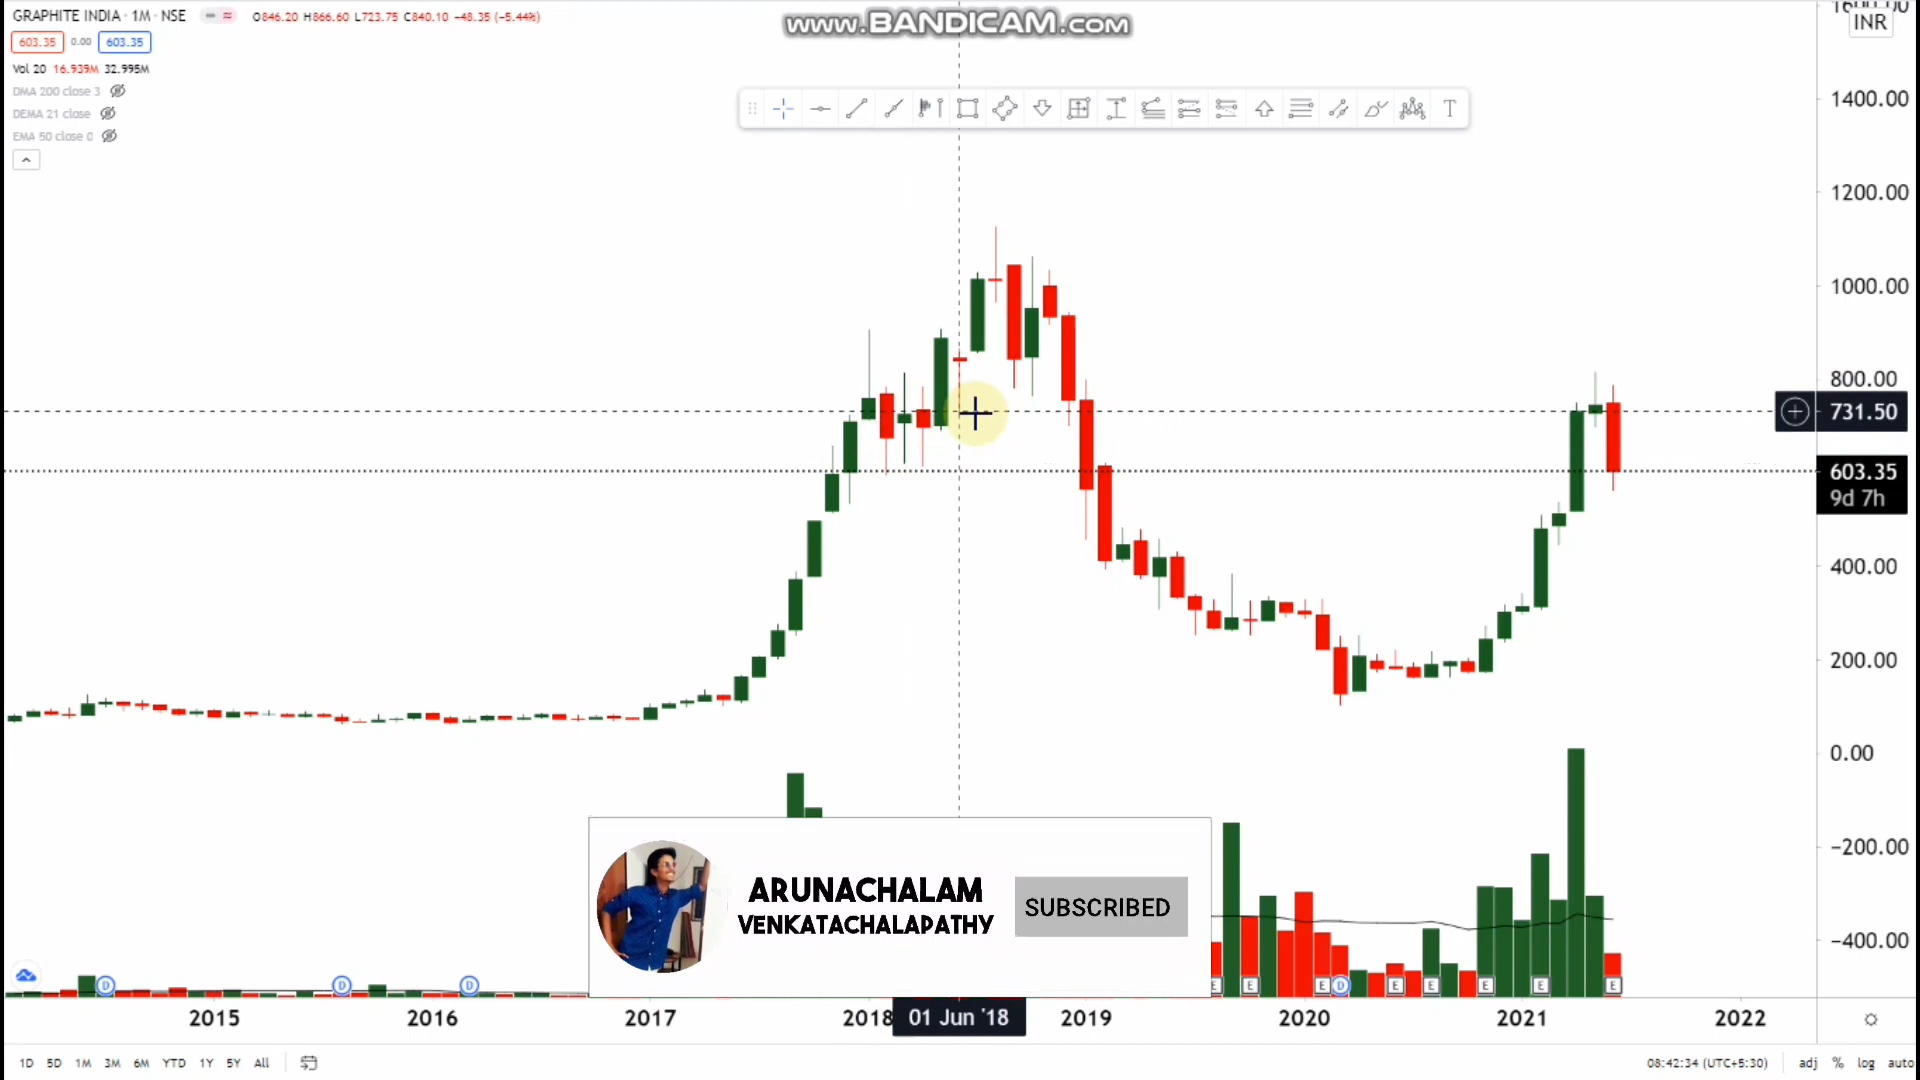 GRAPHITE INDIA · 1M · NSE
O846.20 H866.60 L723.75 C840.10 −48.35 (−5.44%)
www.BANDICAM.com
INR
603.35 0.00 603.35
Vol 20 16.939M 32.995M
DMA 200 close 3
DEMA 21 close
EMA 50 close 0
T
1400.00
1200.00
1000.00
800.00
731.50
603.35
9d 7h
400.00
200.00
0.00
−200.00
−400.00
ARUNACHALAM
VENKATACHALAPATHY
SUBSCRIBED
D D D E E E D E E E E E
2015 2016 2017 2018 01 Jun '18 2019 2020 2021 2022
1D 5D 1M 3M 6M YTD 1Y 5Y All
08:42:34 (UTC+5:30) adj % log auto